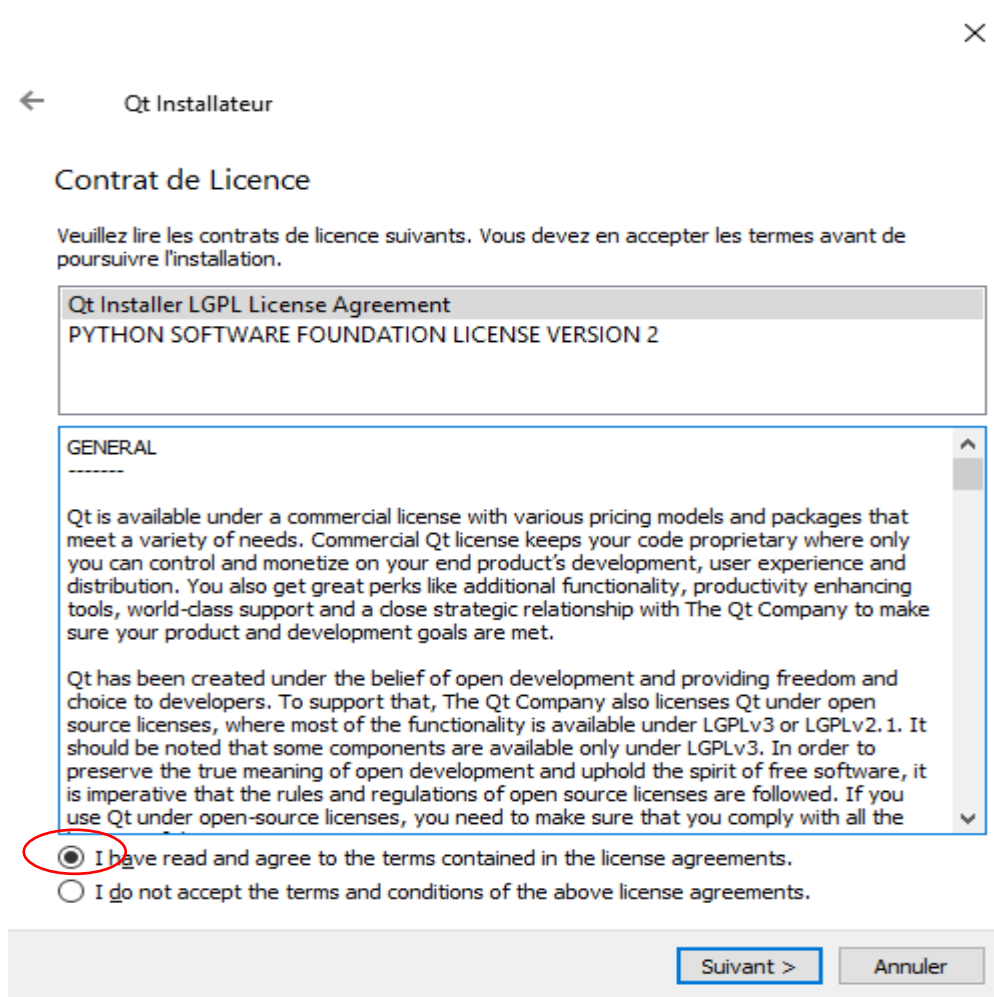 Qt Installateur
Contrat de Licence
Veuillez lire les contrats de licence suivants. Vous devez en accepter les termes avant de
poursuivre l'installation.
Qt Installer LGPL License Agreement
PYTHON SOFTWARE FOUNDATION LICENSE VERSION 2
GENERAL
-------
Qt is available under a commercial license with various pricing models and packages that
meet a variety of needs. Commercial Qt license keeps your code proprietary where only
you can control and monetize on your end product's development, user experience and
distribution. You also get great perks like additional functionality, productivity enhancing
tools, world-class support and a close strategic relationship with The Qt Company to make
sure your product and development goals are met.
Qt has been created under the belief of open development and providing freedom and
choice to developers. To support that, The Qt Company also licenses Qt under open
source licenses, where most of the functionality is available under LGPLv3 or LGPLv2.1. It
should be noted that some components are available only under LGPLv3. In order to
preserve the true meaning of open development and uphold the spirit of free software, it
is imperative that the rules and regulations of open source licenses are followed. If you
use Qt under open-source licenses, you need to make sure that you comply with all the
I have read and agree to the terms contained in the license agreements.
I do not accept the terms and conditions of the above license agreements.
Suivant >
Annuler